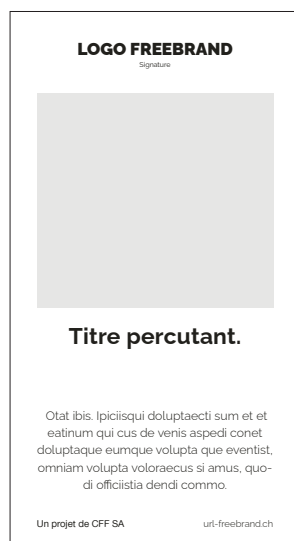 LOGO FREEBRAND
Signature
Titre percutant.
Otat ibis. Ipiciisqui doluptaecti sum et et
eatinum qui cus de venis aspedi conet
doluptaque eumque volupta que eventist,
omniam volupta voloraecus si amus, quo-
di officiistia dendi commo.
Un projet de CFF SA
url-freebrand.ch